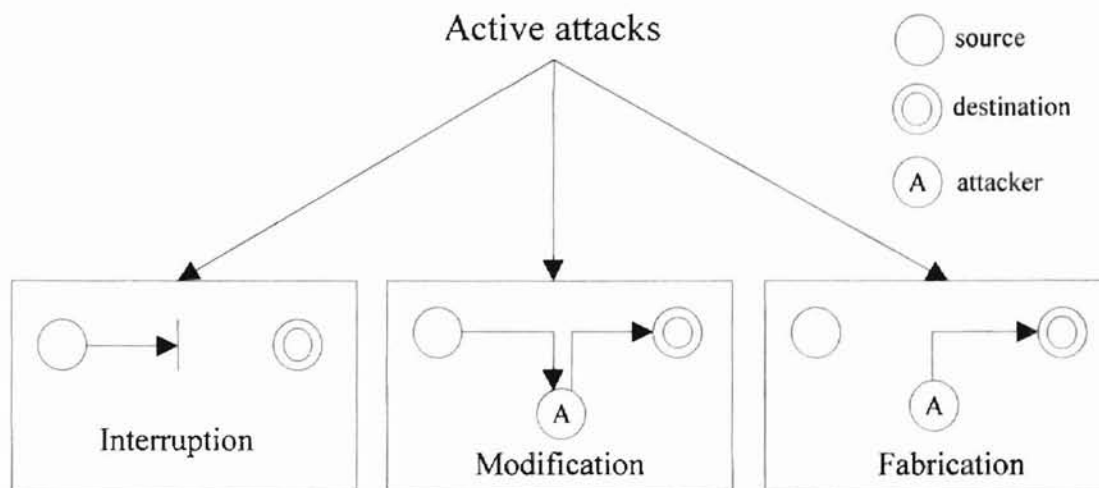 Active attacks
source
destination
A attacker
Interruption
A
Modification
A
Fabrication